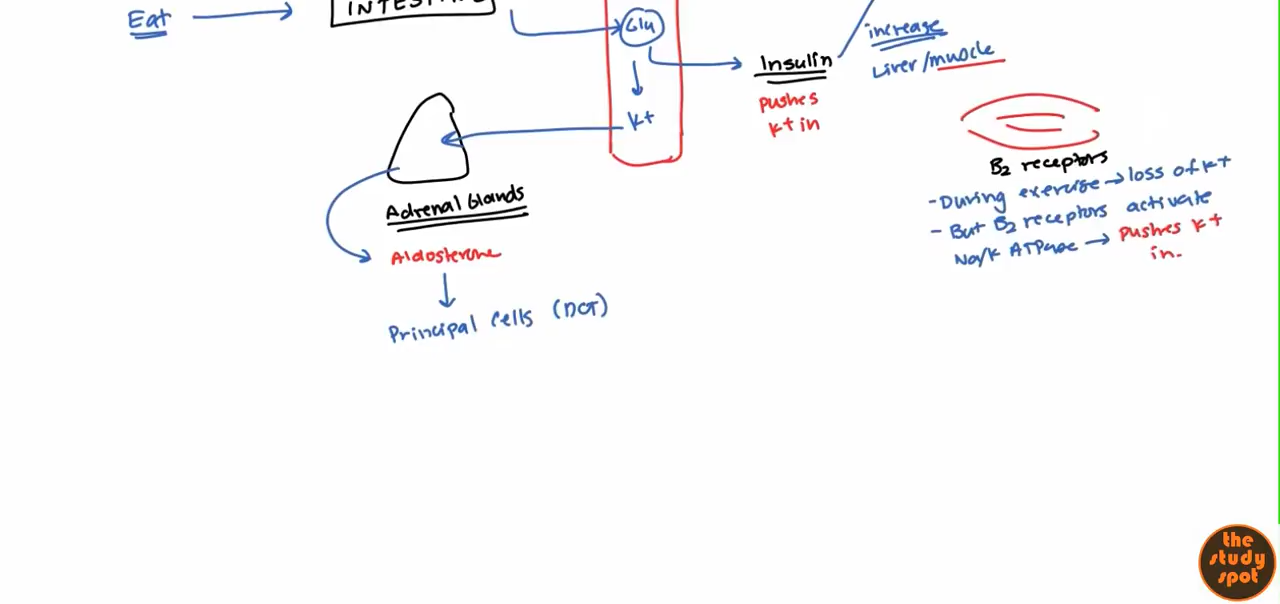 Eat
INTESTINE
Glu
K+
Insulin
pushes
K+ in
increase
Liver/muscle
B2 receptors
- During exercise → loss of K+
- But B2 receptors activate
Na/K ATPase → pushes K+
in.
Adrenal Glands
Aldosterone
Principal cells (DCT)
the
study
spot